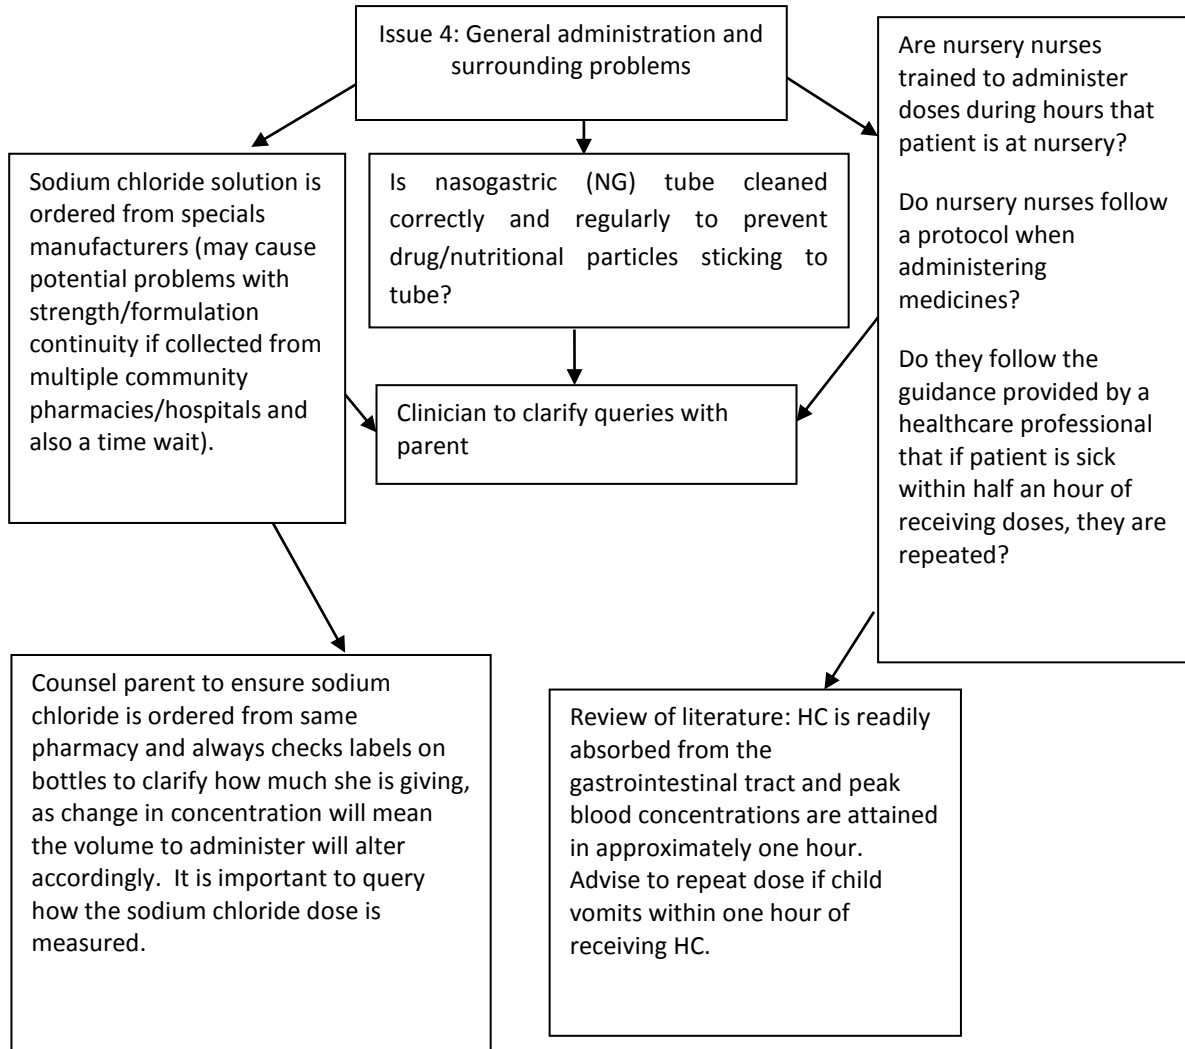 Issue 4: General administration and
surrounding problems
Are nursery nurses
trained to administer
doses during hours that
patient is at nursery?
Do nursery nurses follow
a protocol when
administering
medicines?
Do they follow the
guidance provided by a
healthcare professional
that if patient is sick
within half an hour of
receiving doses, they are
repeated?
Sodium chloride solution is
ordered from specials
manufacturers (may cause
potential problems with
strength/formulation
continuity if collected from
multiple community
pharmacies/hospitals and
also a time wait).
Is nasogastric (NG) tube cleaned
correctly and regularly to prevent
drug/nutritional particles sticking to
tube?
Clinician to clarify queries with
parent
Counsel parent to ensure sodium
chloride is ordered from same
pharmacy and always checks labels on
bottles to clarify how much she is giving,
as change in concentration will mean
the volume to administer will alter
accordingly. It is important to query
how the sodium chloride dose is
measured.
Review of literature: HC is readily
absorbed from the
gastrointestinal tract and peak
blood concentrations are attained
in approximately one hour.
Advise to repeat dose if child
vomits within one hour of
receiving HC.